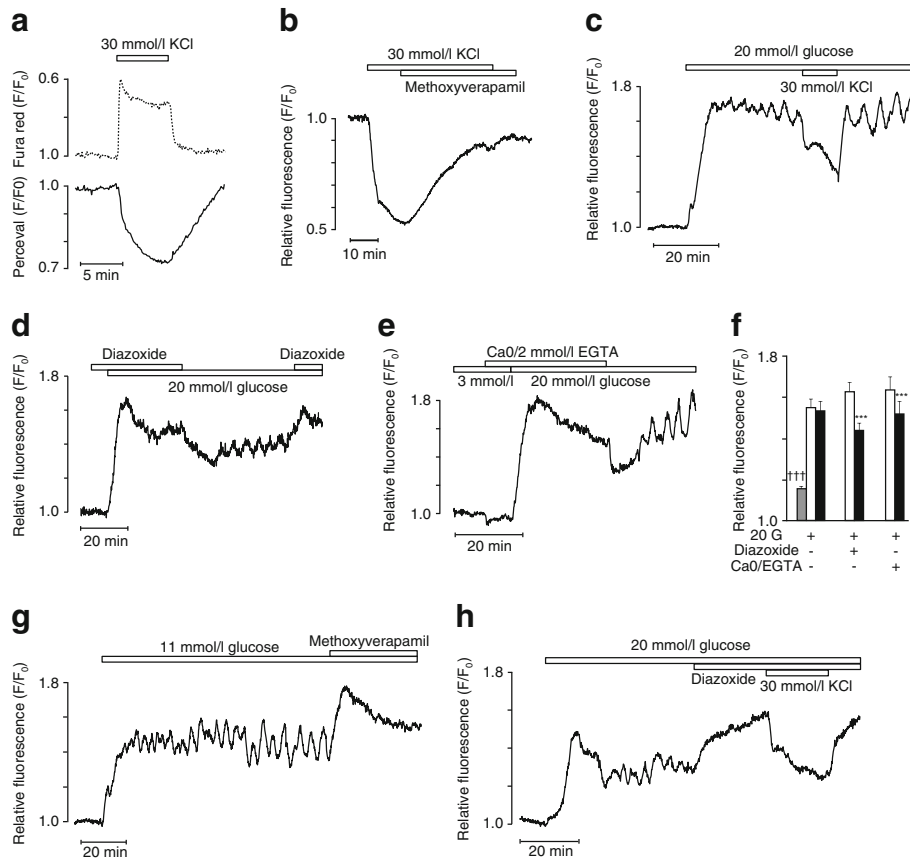 a
30 mmol/l KCl
Fura red (F/F0)
0.6
1.0
Perceval (F/F0)
1.0
0.7
5 min
b
30 mmol/l KCl
Methoxyverapamil
Relative fluorescence (F/F0)
1.0
0.5
10 min
c
20 mmol/l glucose
30 mmol/l KCl
Relative fluorescence (F/F0)
1.8
1.0
20 min
d
Diazoxide
Diazoxide
20 mmol/l glucose
Relative fluorescence (F/F0)
1.8
1.0
20 min
e
Ca0/2 mmol/l EGTA
3 mmol/l
20 mmol/l glucose
Relative fluorescence (F/F0)
1.8
1.0
20 min
f
Relative fluorescence (F/F0)
1.8
1.0
†††
***
***
20 G + + +
Diazoxide - + -
Ca0/EGTA - - +
g
11 mmol/l glucose
Methoxyverapamil
Relative fluorescence (F/F0)
1.8
1.0
20 min
h
20 mmol/l glucose
Diazoxide
30 mmol/l KCl
Relative fluorescence (F/F0)
1.8
1.0
20 min